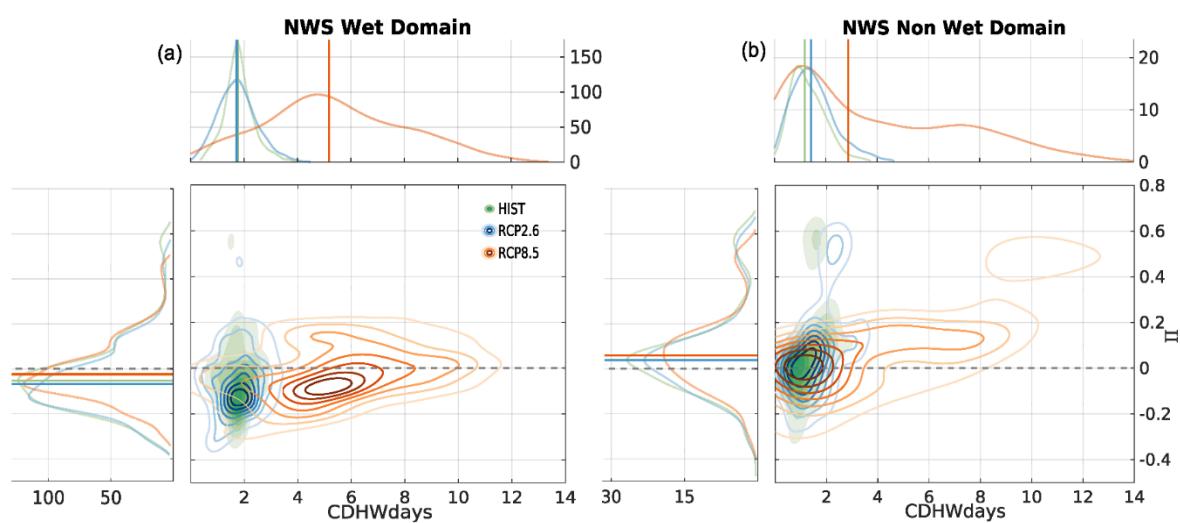 NWS Wet Domain
(a)
150
100
50
0
HIST
RCP2.6
RCP8.5
100 50
2 4 6 8 10 12 14
CDHWdays
NWS Non Wet Domain
(b)
20
10
0
0.8
0.6
0.4
0.2
0
-0.2
-0.4
II
30 15
2 4 6 8 10 12 14
CDHWdays